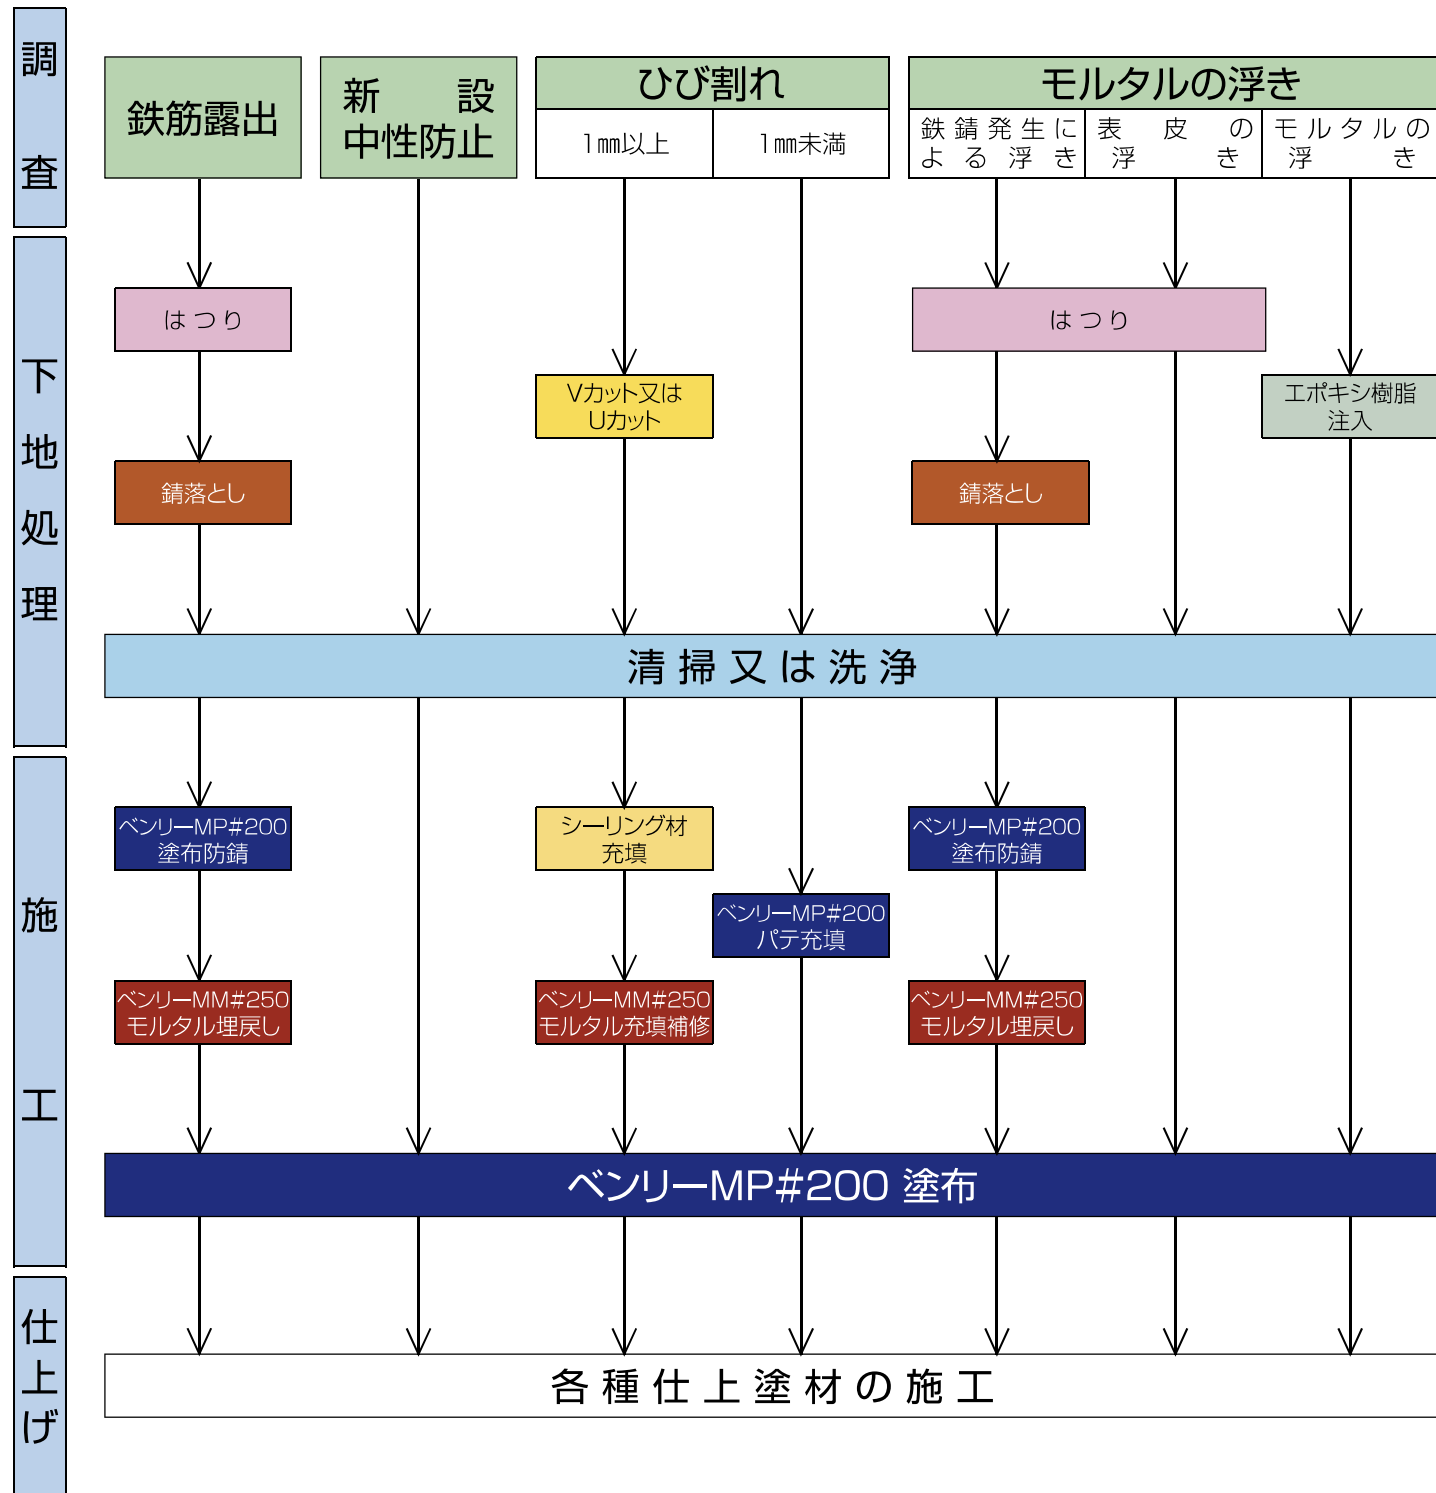 調査
鉄筋露出
新設
中性防止
ひび割れ
1㎜以上
1㎜未満
モルタルの浮き
鉄錆発生に
よる浮き
表皮の
浮き
モルタルの
浮き
下地処理
はつり
はつり
Vカット又は
Uカット
エポキシ樹脂
注入
錆落とし
錆落とし
清掃又は洗浄
施工
ベンリーMP#200
塗布防錆
シーリング材
充填
ベンリーMP#200
塗布防錆
ベンリーMP#200
パテ充填
ベンリーMM#250
モルタル埋戻し
ベンリーMM#250
モルタル充填補修
ベンリーMM#250
モルタル埋戻し
ベンリーMP#200 塗布
仕上げ
各種仕上塗材の施工